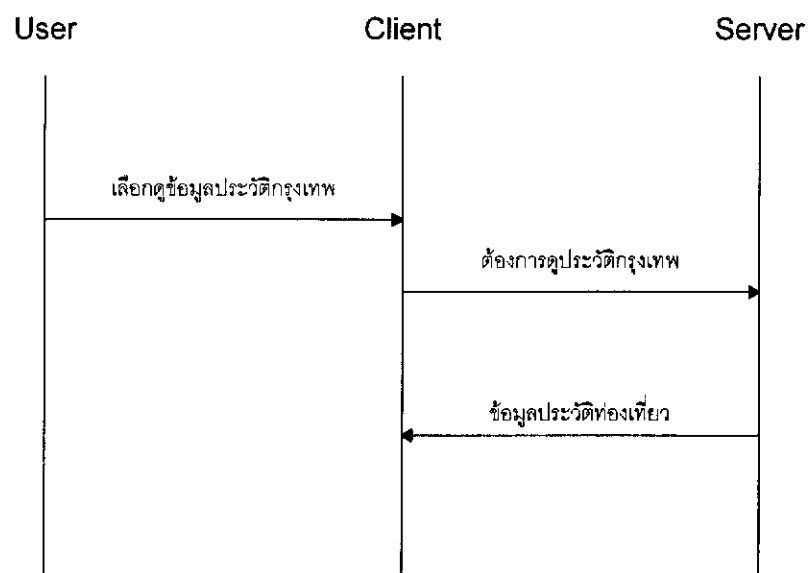 User Client Server
เลือกดูข้อมูลประวัติกรุงเทพ
ต้องการดูประวัติกรุงเทพ
ข้อมูลประวัติท่องเที่ยว